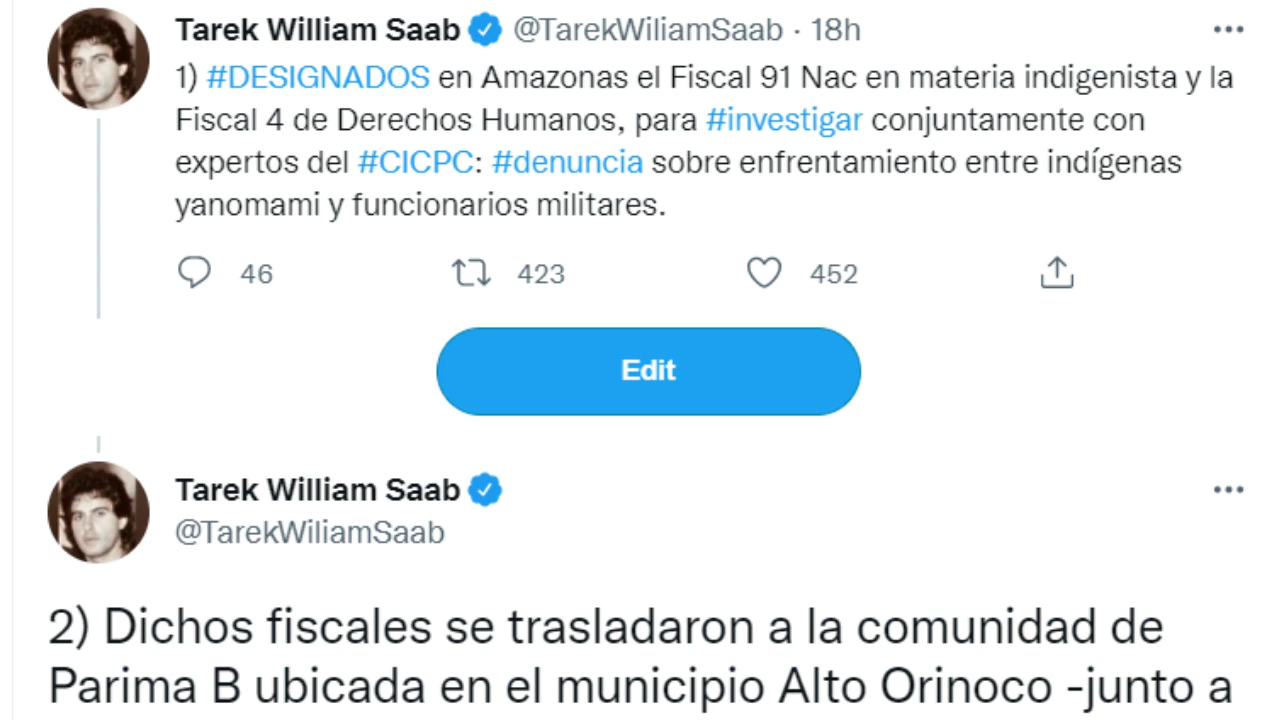 Tarek William Saab @TarekWiliamSaab · 18h
1) #DESIGNADOS en Amazonas el Fiscal 91 Nac en materia indigenista y la
Fiscal 4 de Derechos Humanos, para #investigar conjuntamente con
expertos del #CICPC: #denuncia sobre enfrentamiento entre indígenas
yanomami y funcionarios militares.
46 423 452
Edit
Tarek William Saab
@TarekWiliamSaab
2) Dichos fiscales se trasladaron a la comunidad de
Parima B ubicada en el municipio Alto Orinoco -junto a